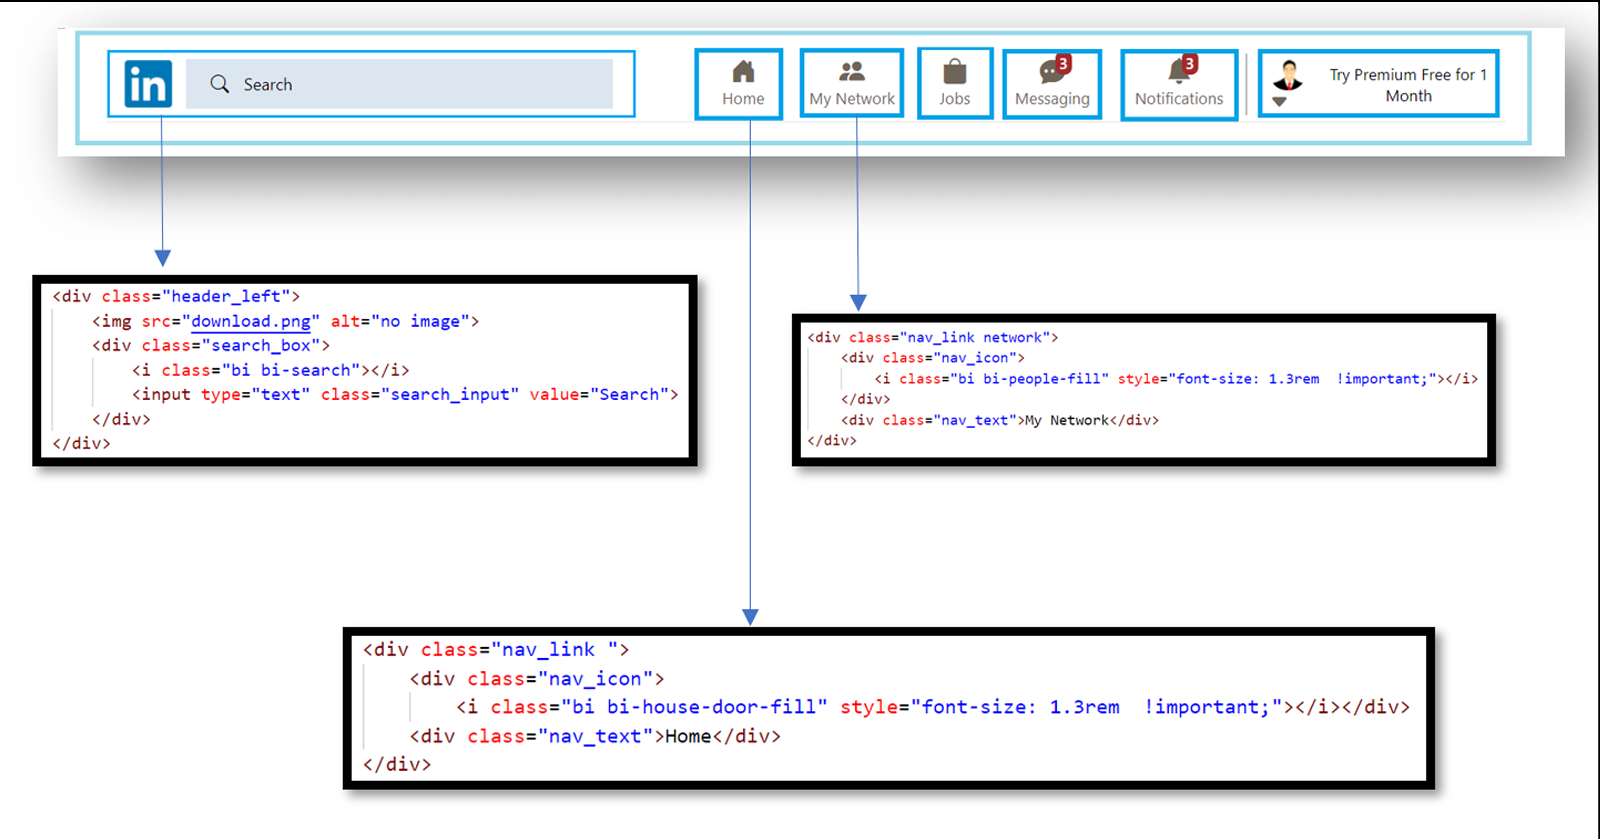 in
Search
Home
My Network
Jobs
3
Messaging
3
Notifications
Try Premium Free for 1
Month
<div class="header_left">
<img src="download.png" alt="no image">
<div class="search_box">
<i class="bi bi-search"></i>
<input type="text" class="search_input" value="Search">
</div>
</div>
<div class="nav_link network">
<div class="nav_icon">
<i class="bi bi-people-fill" style="font-size: 1.3rem  !important;"></i>
</div>
<div class="nav_text">My Network</div>
</div>
<div class="nav_link ">
<div class="nav_icon">
<i class="bi bi-house-door-fill" style="font-size: 1.3rem  !important;"></i></div>
<div class="nav_text">Home</div>
</div>